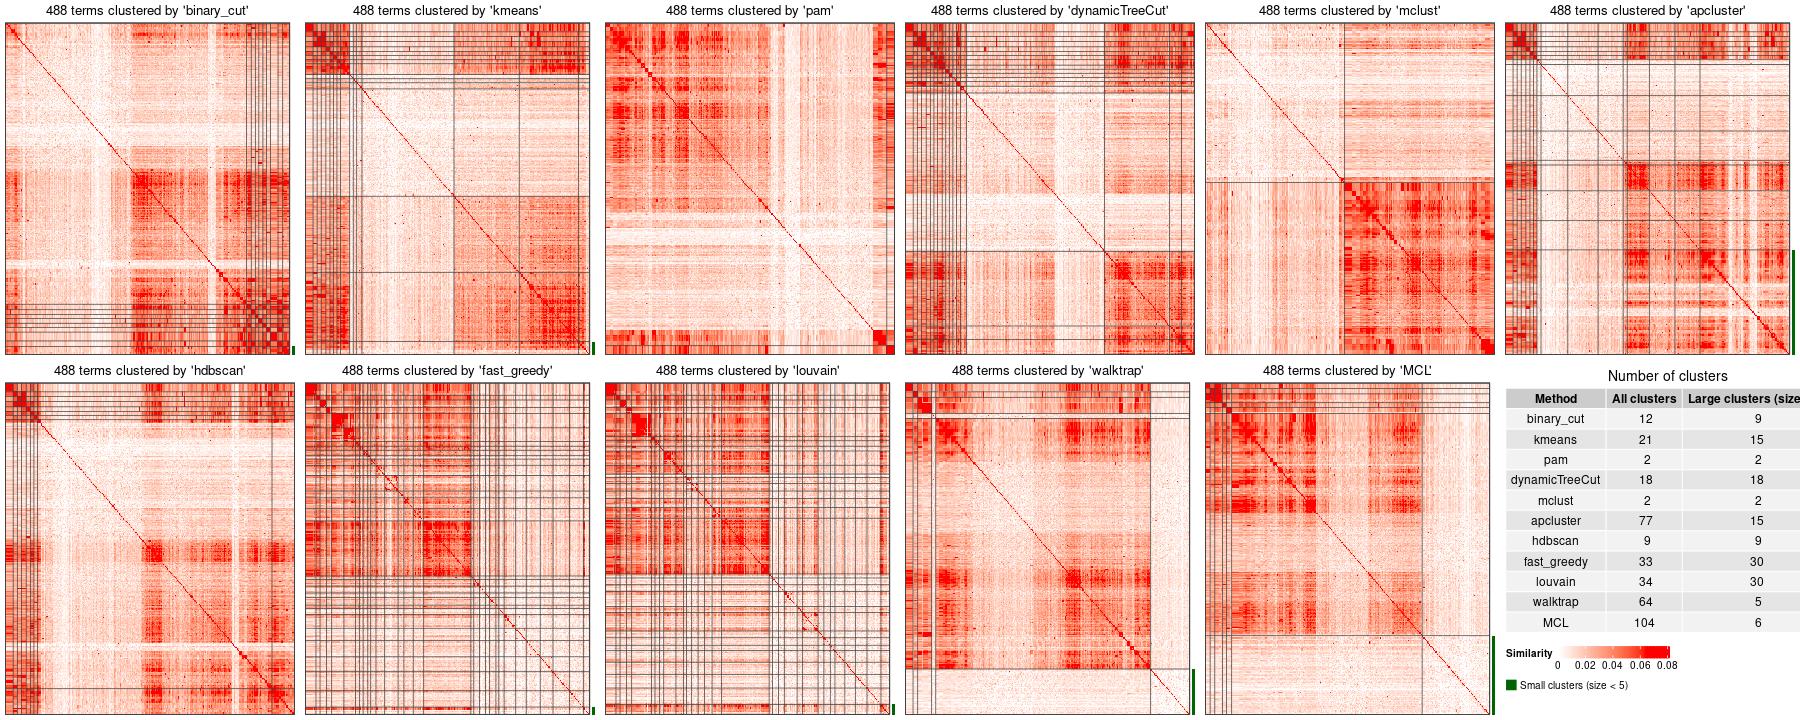 488 terms clustered by 'binary_cut'
488 terms clustered by 'kmeans'
488 terms clustered by 'pam'
488 terms clustered by 'dynamicTreeCut'
488 terms clustered by 'mclust'
488 terms clustered by 'apcluster'
488 terms clustered by 'hdbscan'
488 terms clustered by 'fast_greedy'
488 terms clustered by 'louvain'
488 terms clustered by 'walktrap'
488 terms clustered by 'MCL'
Number of clusters
Method All clusters Large clusters (size
binary_cut 12 9
kmeans 21 15
pam 2 2
dynamicTreeCut 18 18
mclust 2 2
apcluster 77 15
hdbscan 9 9
fast_greedy 33 30
louvain 34 30
walktrap 64 5
MCL 104 6
Similarity
0 0.02 0.04 0.06 0.08
Small clusters (size < 5)